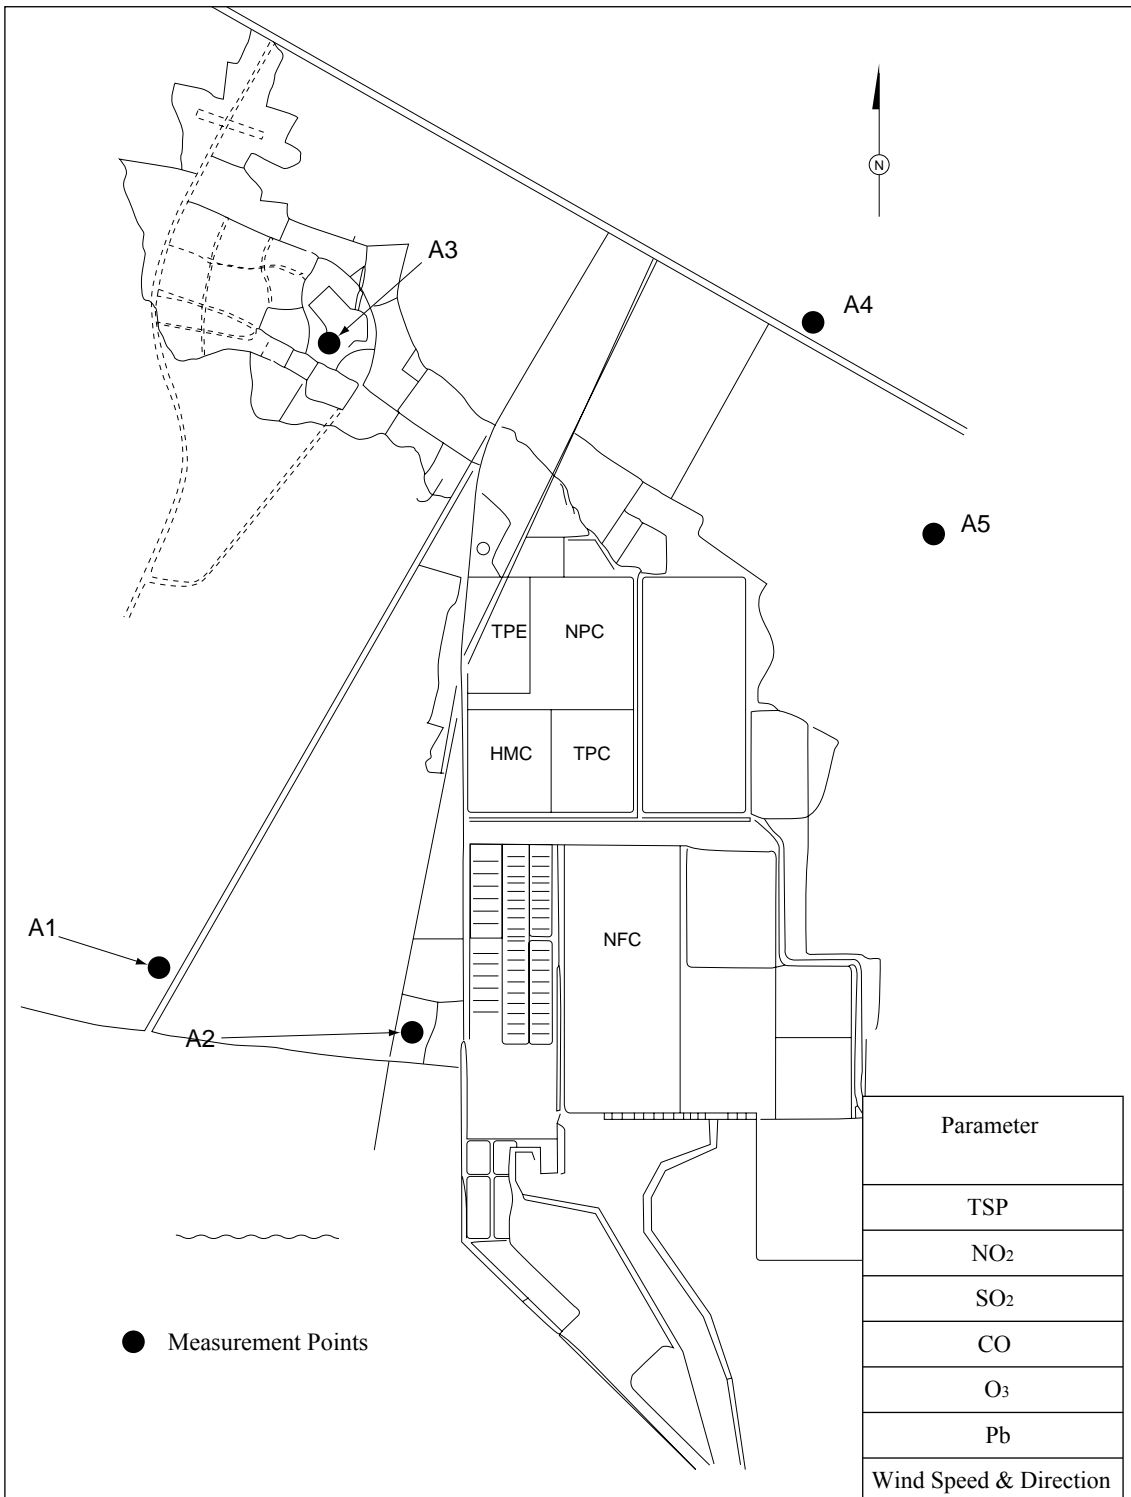 N
A3
A4
A5
TPE
NPC
HMC
TPC
A1
NFC
A2
Parameter
TSP
NO2
SO2
CO
O3
Pb
Wind Speed & Direction
Measurement Points